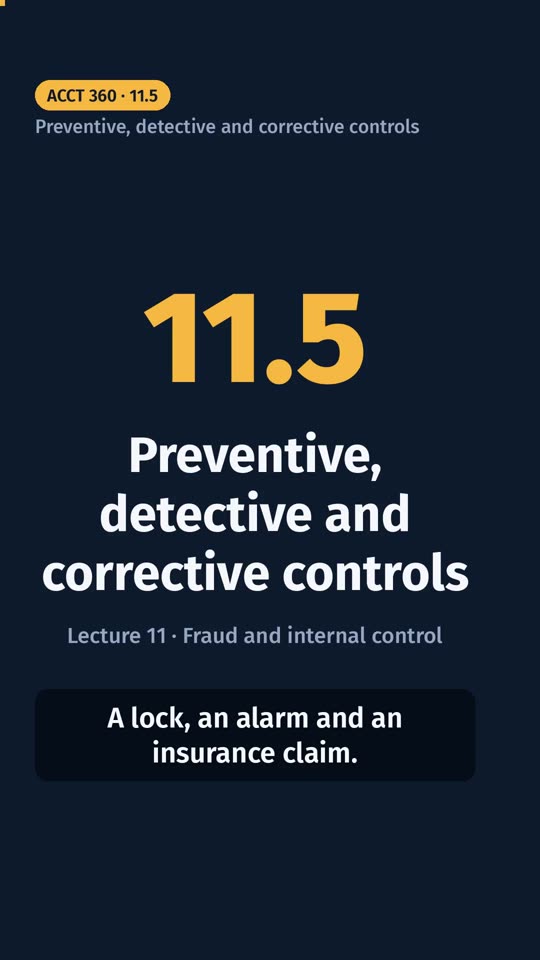 ACCT 360 · 11.5
Preventive, detective and corrective controls
11.5
Preventive,
detective and
corrective controls
Lecture 11 · Fraud and internal control
A lock, an alarm and an
insurance claim.